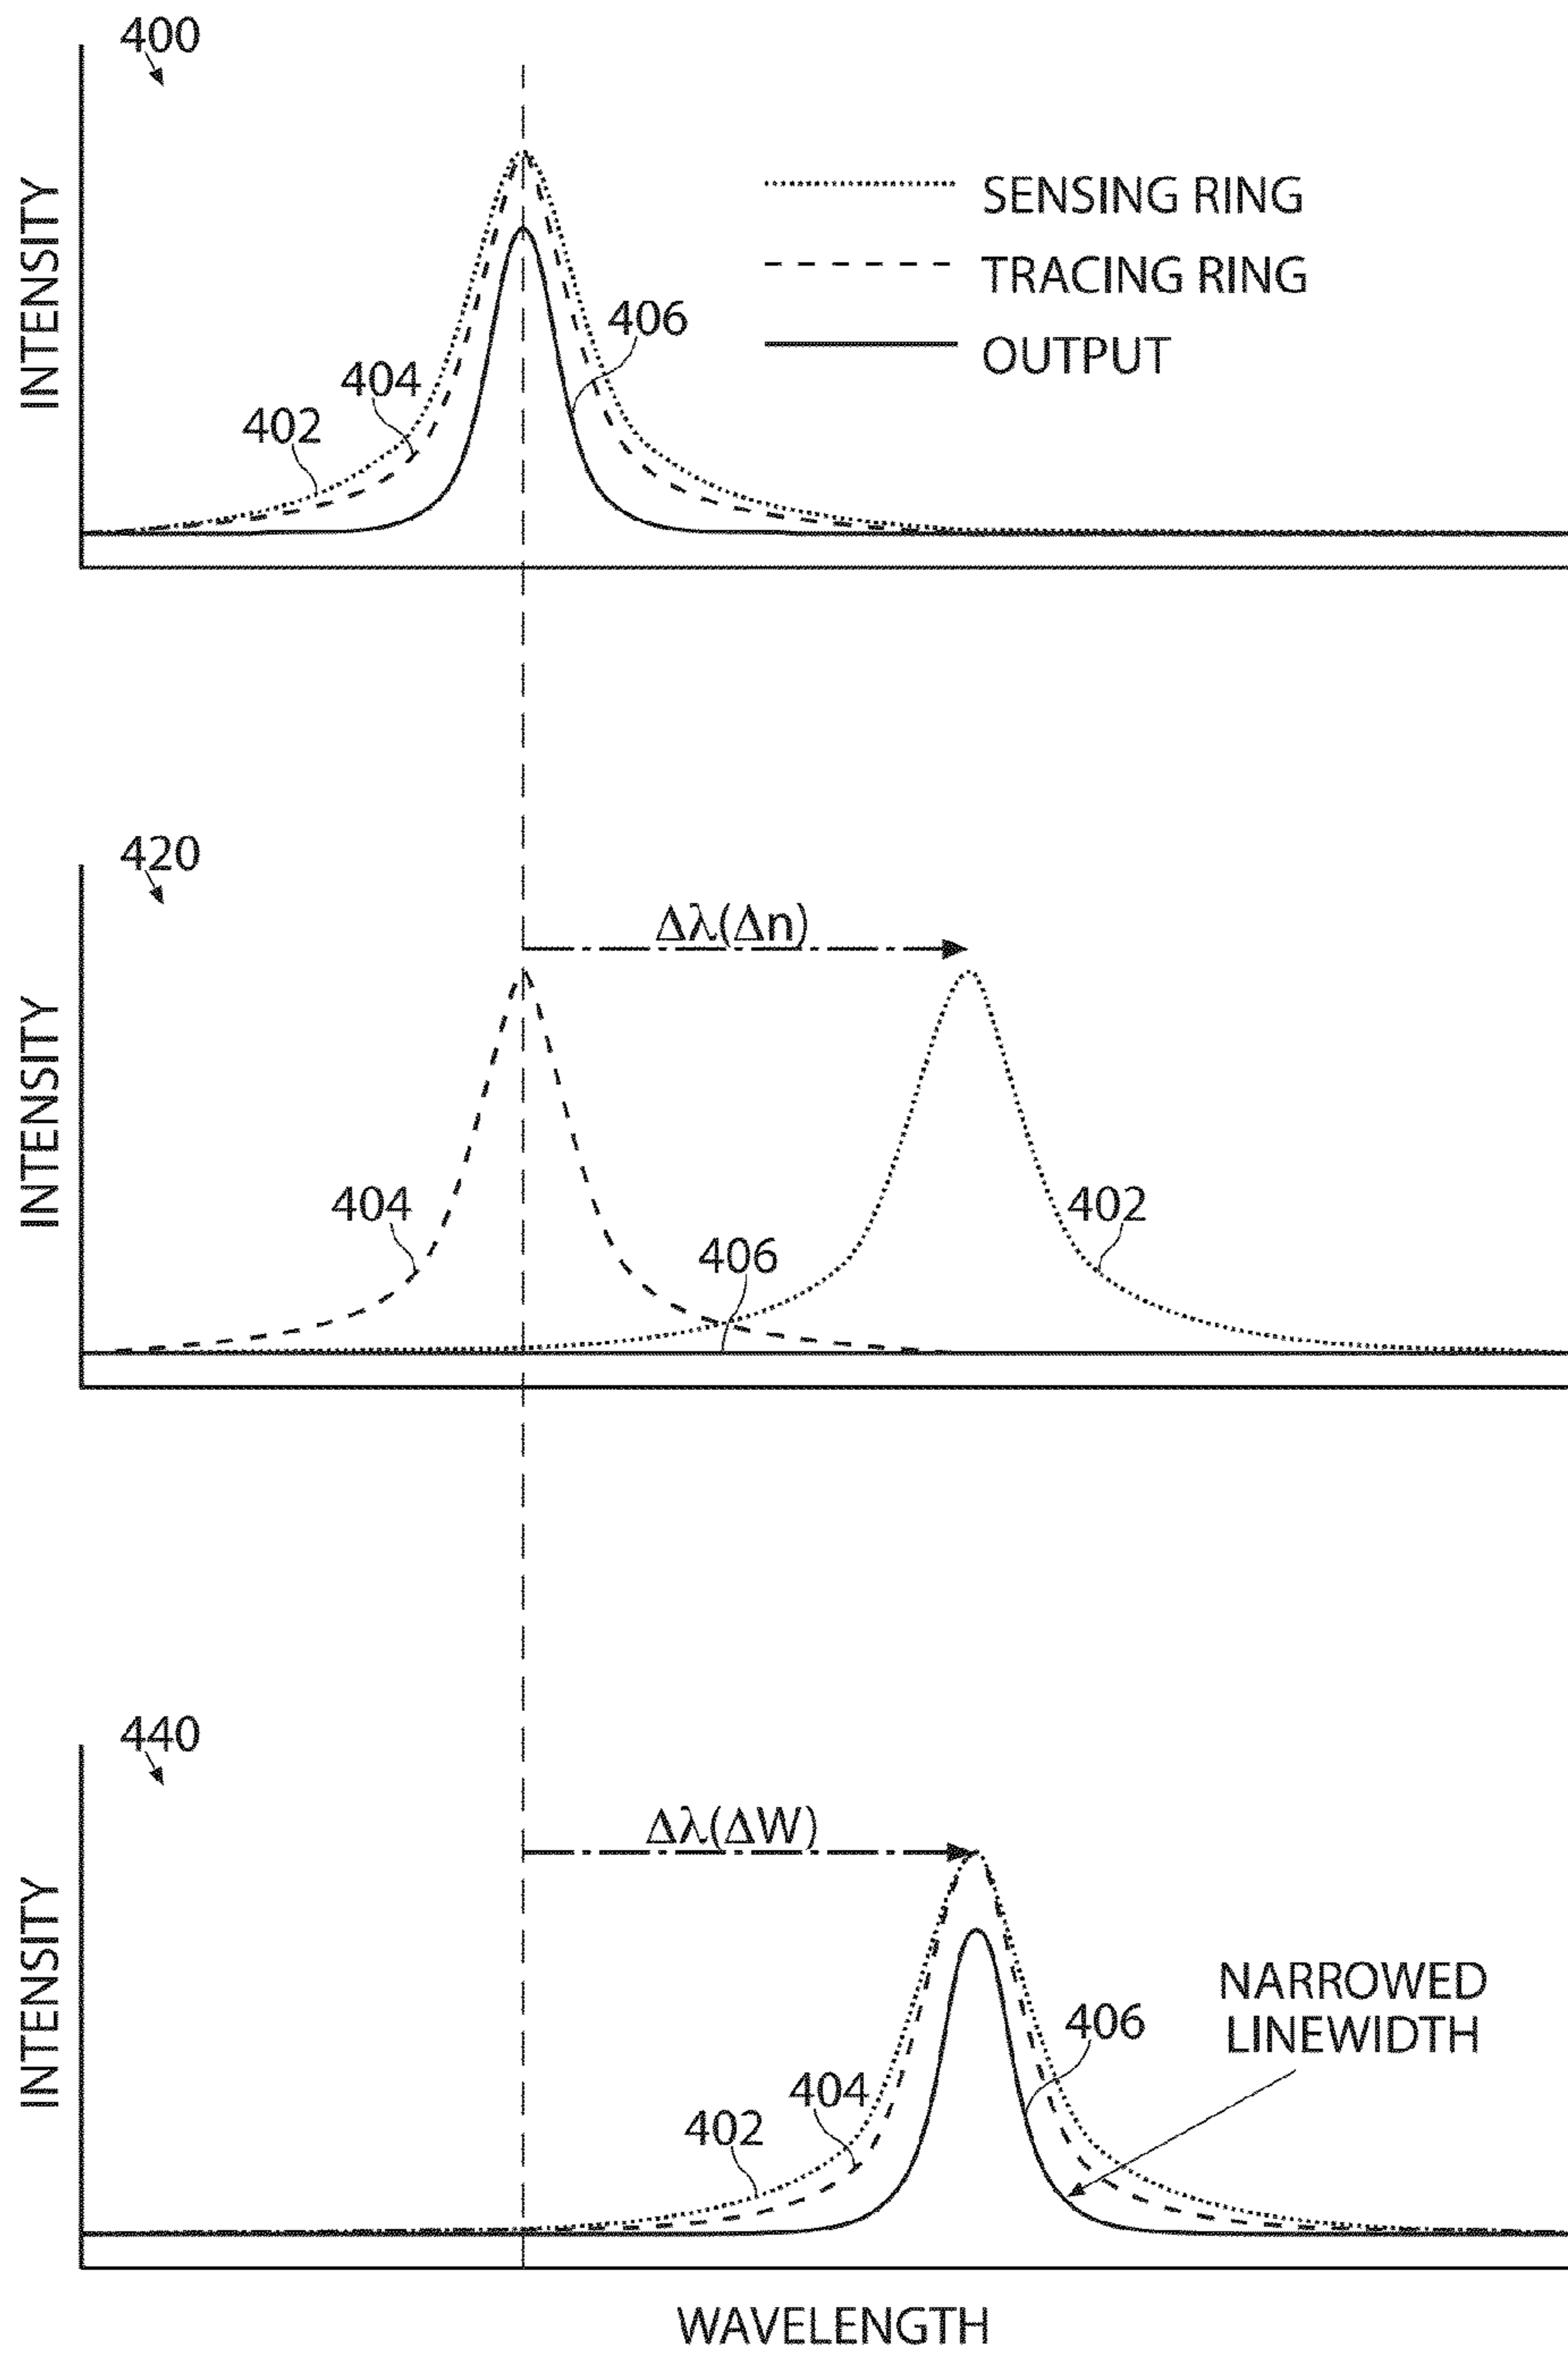 400
INTENSITY
SENSING RING
TRACING RING
OUTPUT
406
404
402
420
INTENSITY
Δλ(Δn)
404
406
402
440
INTENSITY
Δλ(ΔW)
NARROWED
LINEWIDTH
406
404
402
WAVELENGTH